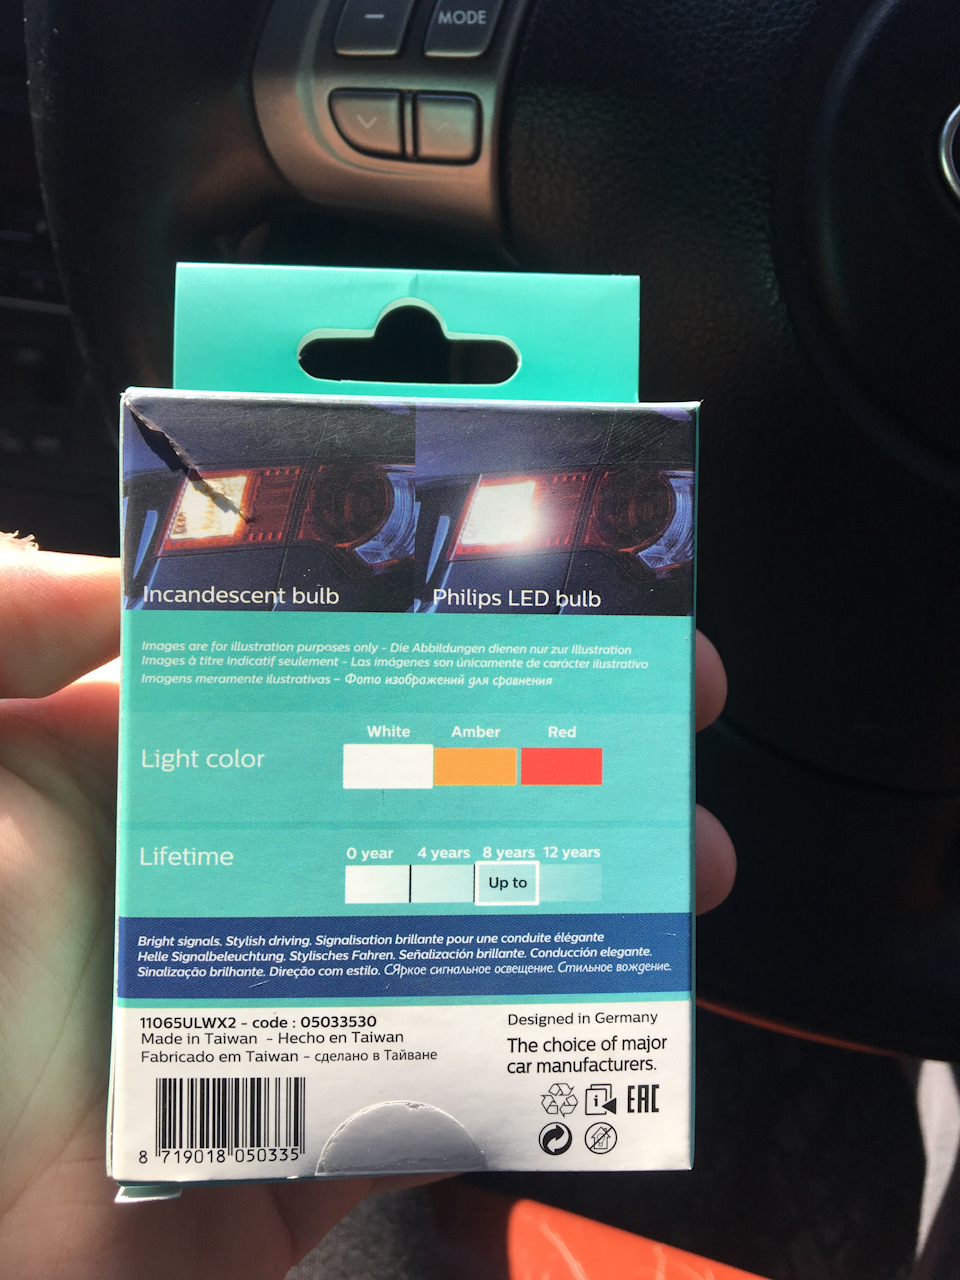 MODE
Incandescent bulb
Philips LED bulb
Images are for illustration purposes only - Die Abbildungen dienen nur zur Illustration
Images à titre indicatif seulement - Las imágenes son únicamente de carácter ilustrativo
Imagens meramente ilustrativas - Фото изображений для сравнения
White Amber Red
Light color
0 year 4 years 8 years 12 years
Lifetime
Up to
Bright signals. Stylish driving. Signalisation brillante pour une conduite élégante
Helle Signalbeleuchtung. Stylisches Fahren. Señalización brillante. Conducción elegante.
Sinalização brilhante. Direção com estilo. СЯркое сигнальное освещение. Стильное вождение.
11065ULWX2 - code : 05033530
Made in Taiwan - Hecho en Taiwan
Fabricado em Taiwan - сделано в Тайване
Designed in Germany
The choice of major
car manufacturers.
i
EAC
8 719018 050335